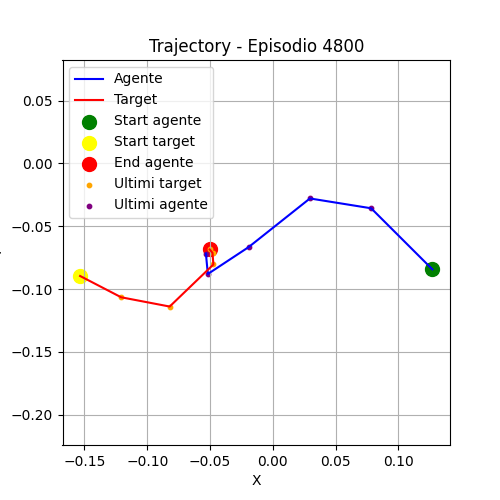 Trajectory - Episodio 4800
Agente
Target
Start agente
Start target
End agente
Ultimi target
Ultimi agente
0.05
0.00
−0.05
−0.10
−0.15
−0.20
−0.15
−0.10
−0.05
0.00
0.05
0.10
X